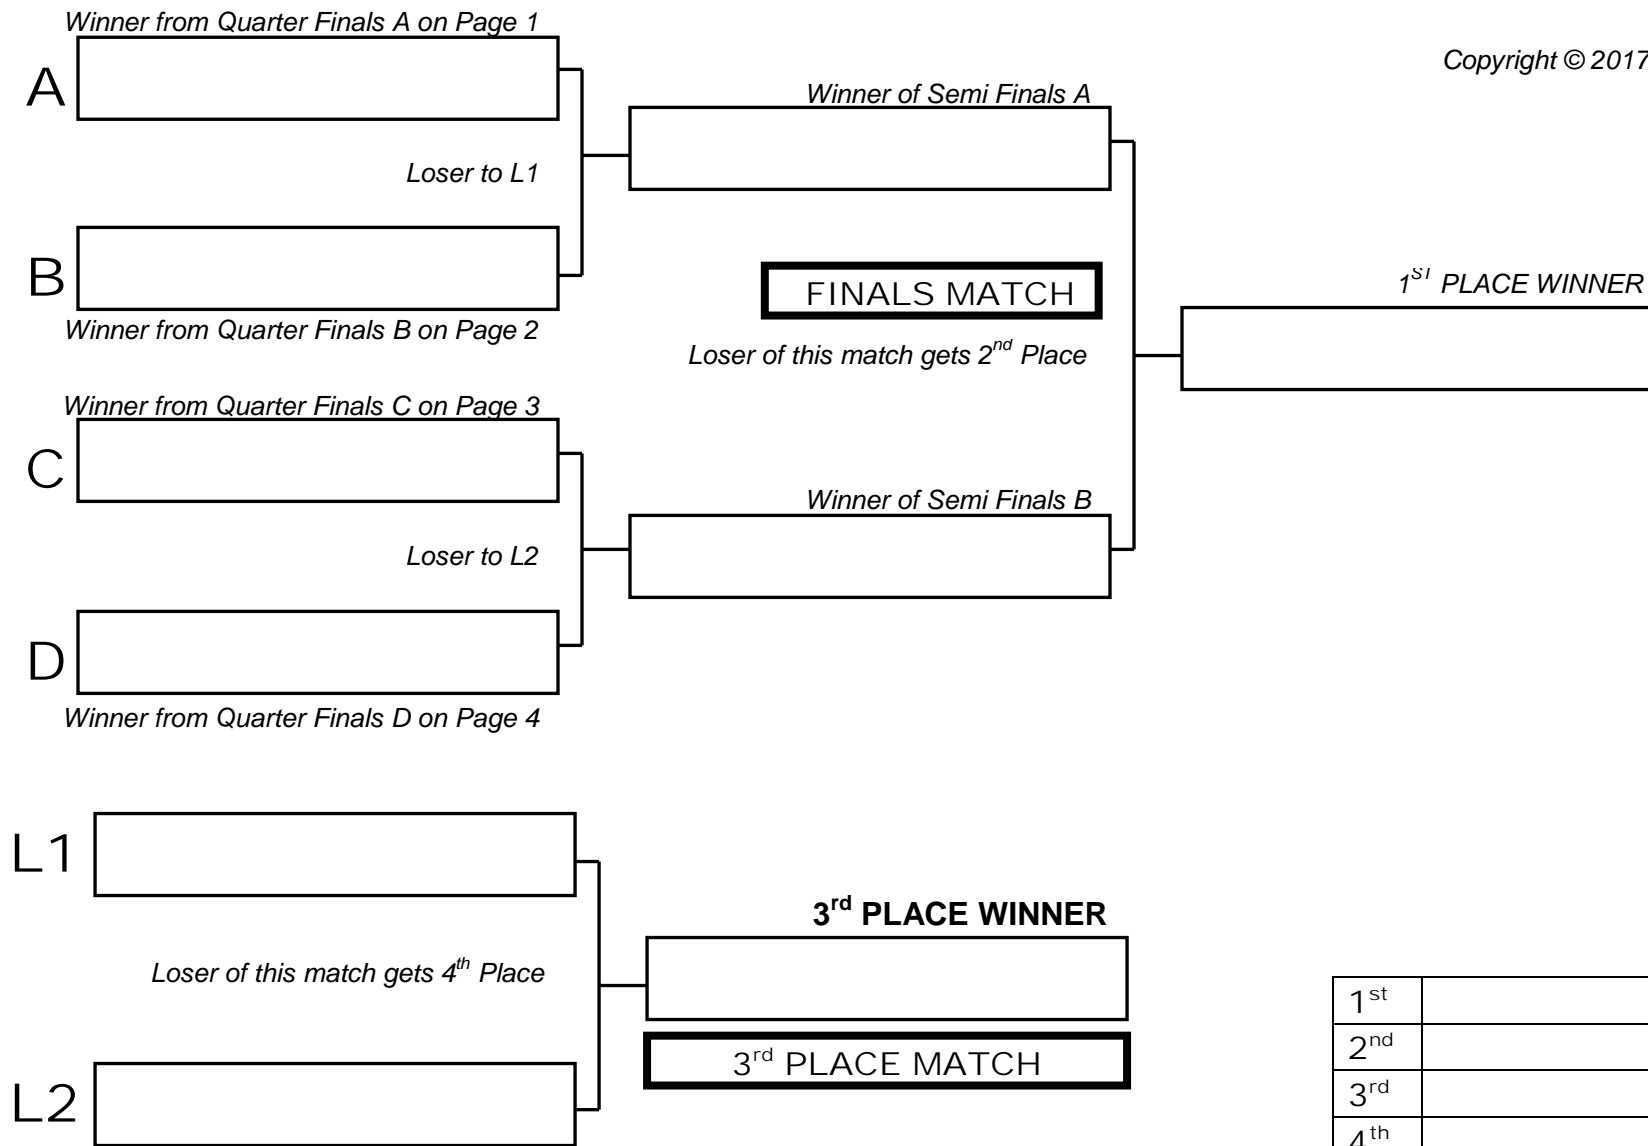 Winner from Quarter Finals A on Page 1
Copyright © 2017
A
Winner of Semi Finals A
Loser to L1
B
FINALS MATCH
1ST PLACE WINNER
Winner from Quarter Finals B on Page 2
Loser of this match gets 2nd Place
Winner from Quarter Finals C on Page 3
C
Winner of Semi Finals B
Loser to L2
D
Winner from Quarter Finals D on Page 4
L1
3rd PLACE WINNER
Loser of this match gets 4th Place
1st
2nd
3rd PLACE MATCH
3rd
L2
4th